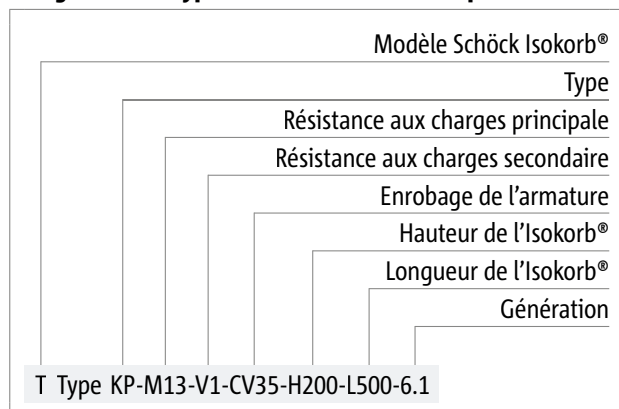 Modèle Schöck Isokorb®
Type
Résistance aux charges principale
Résistance aux charges secondaire
Enrobage de l'armature
Hauteur de l'Isokorb®
Longueur de l'Isokorb®
Génération
T Type KP-M13-V1-CV35-H200-L500-6.1